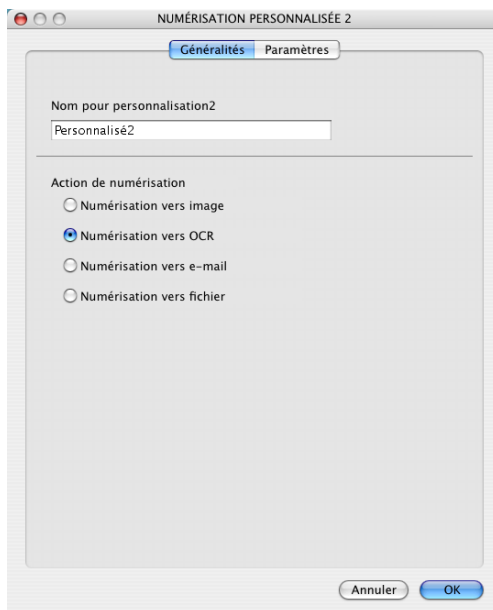 NUMÉRISATION PERSONNALISÉE 2
Généralités Paramètres
Nom pour personnalisation2
Personnalisé2
Action de numérisation
Numérisation vers image
Numérisation vers OCR
Numérisation vers e-mail
Numérisation vers fichier
Annuler OK